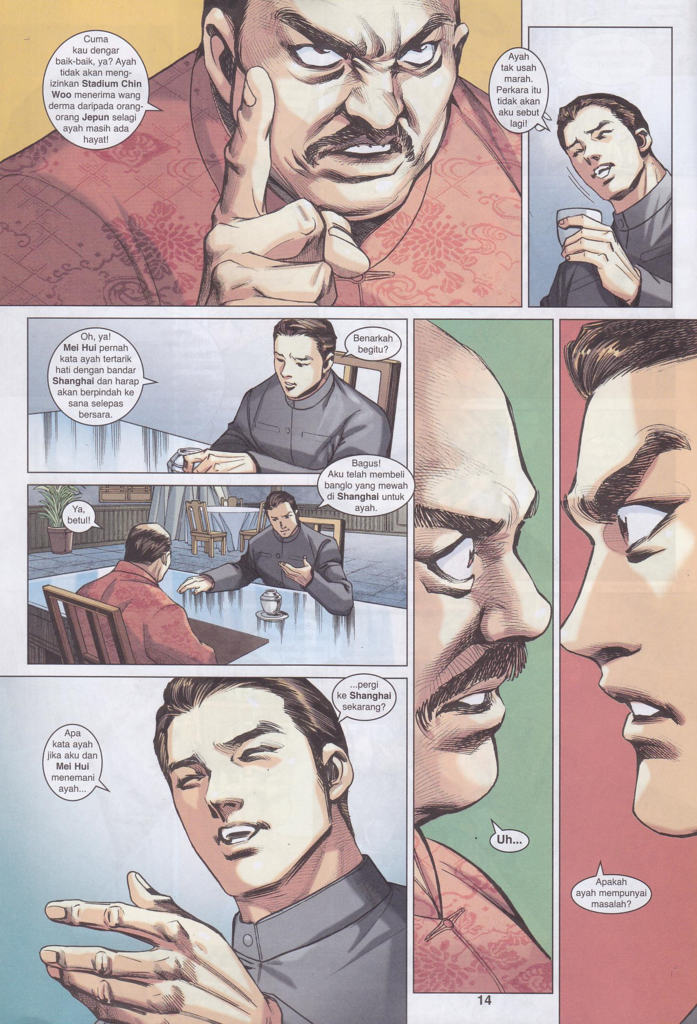 Cuma
kau dengar
baik-baik, ya? Ayah
tidak akan meng-
izinkan Stadium Chin
Woo menerima wang
derma daripada orang-
orang Jepun selagi
ayah masih ada
hayat!
Ayah
tak usah
marah.
Perkara itu
tidak akan
aku sebut
lagi!
Oh, ya!
Mei Hui pernah
kata ayah tertarik
hati dengan bandar
Shanghai dan harap
akan berpindah ke
sana selepas
bersara.
Benarkah
begitu?
Ya,
betul!
Bagus!
Aku telah membeli
banglo yang mewah
di Shanghai untuk
ayah.
Apa
kata ayah
jika aku dan
Mei Hui
menemani
ayah...
...pergi
ke Shanghai
sekarang?
Uh...
Apakah
ayah mempunyai
masalah?
14